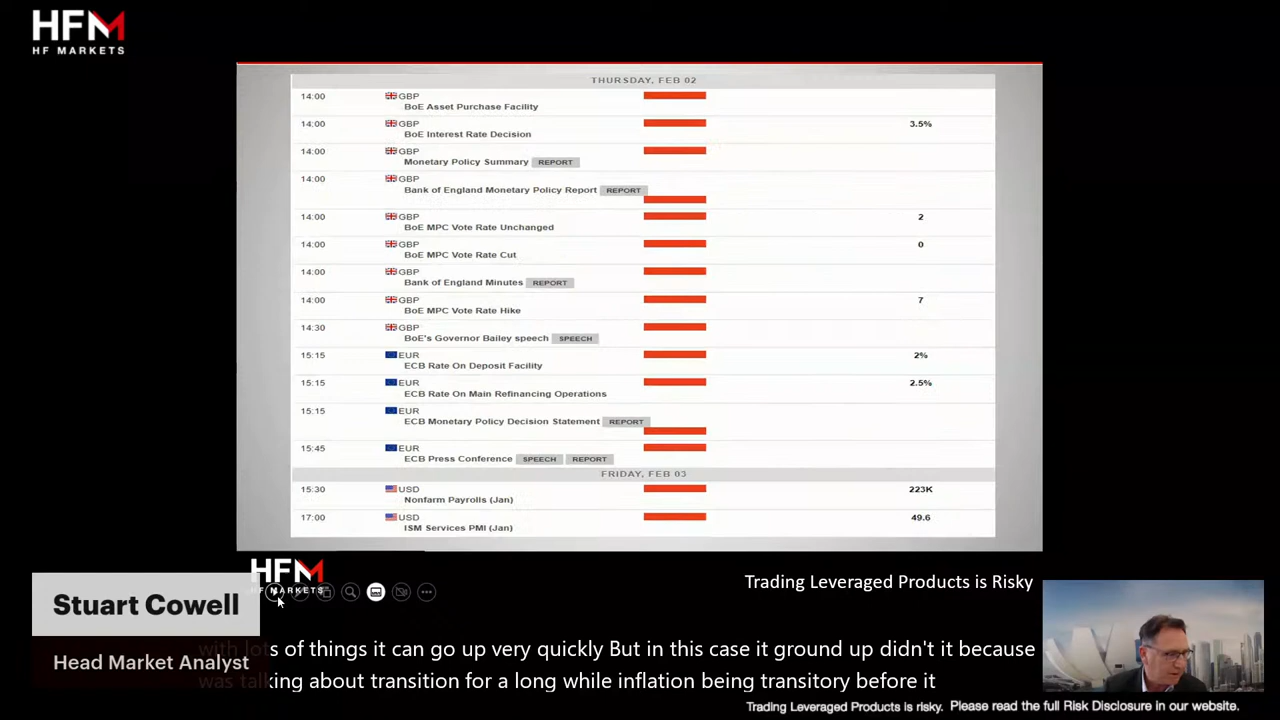 HFM
HF MARKETS
THURSDAY, FEB 02
14:00 GBP
BoE Asset Purchase Facility
14:00 GBP 3.5%
BoE Interest Rate Decision
14:00 GBP
Monetary Policy Summary REPORT
14:00 GBP
Bank of England Monetary Policy Report REPORT
14:00 GBP 2
BoE MPC Vote Rate Unchanged
14:00 GBP 0
BoE MPC Vote Rate Cut
14:00 GBP
Bank of England Minutes REPORT
14:00 GBP 7
BoE MPC Vote Rate Hike
14:30 GBP
BoE's Governor Bailey speech SPEECH
15:15 EUR 2%
ECB Rate On Deposit Facility
15:15 EUR 2.5%
ECB Rate On Main Refinancing Operations
15:15 EUR
ECB Monetary Policy Decision Statement REPORT
15:45 EUR
ECB Press Conference SPEECH REPORT
FRIDAY, FEB 03
15:30 USD 223K
Nonfarm Payrolls (Jan)
17:00 USD 49.6
ISM Services PMI (Jan)
HFM
HF MARKETS
Trading Leveraged Products is Risky
Stuart Cowell
Head Market Analyst
with lots of things it can go up very quickly But in this case it ground up didn't it because
was talking about transition for a long while inflation being transitory before it
Trading Leveraged Products is risky. Please read the full Risk Disclosure in our website.